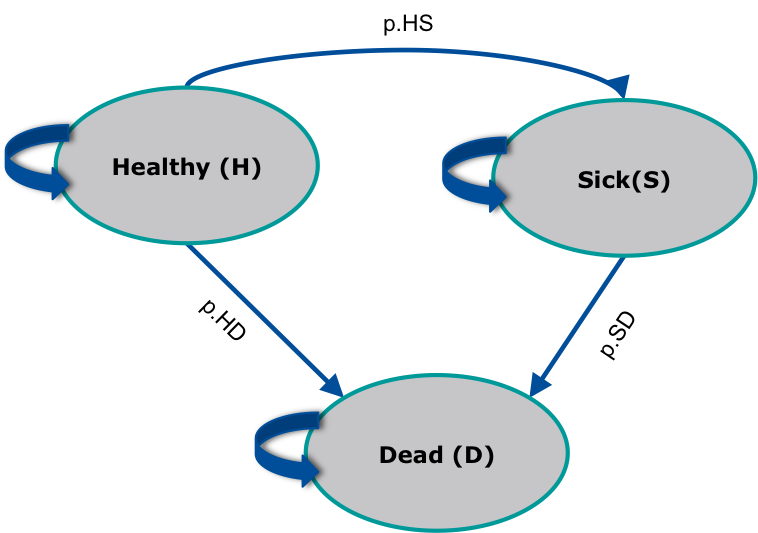 p.HS
Healthy (H)
Sick(S)
p.HD
p.SD
Dead (D)